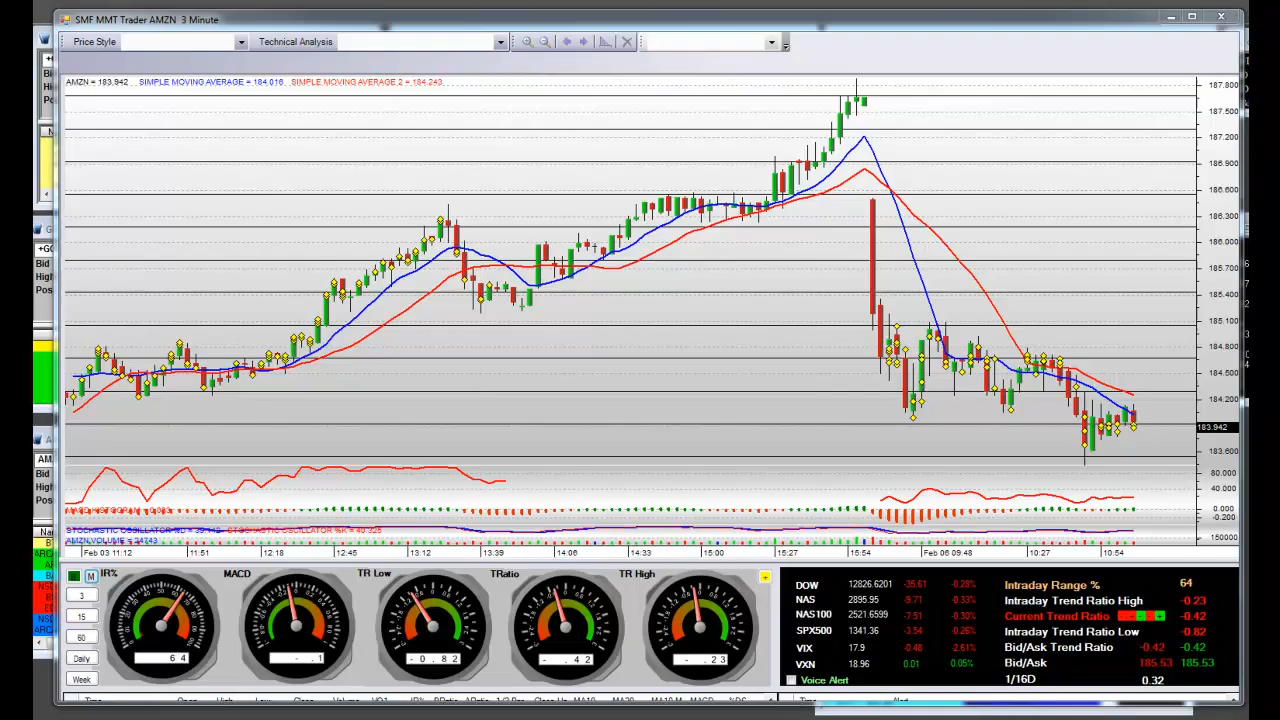 SMF MMT Trader AMZN 3 Minute
Price Style
Technical Analysis
AMZN = 183.942 SIMPLE MOVING AVERAGE = 184.016 SIMPLE MOVING AVERAGE 2 = 184.243
187.800
187.500
187.200
186.900
186.600
186.300
186.000
185.700
185.400
185.100
184.800
184.500
184.200
183.942
183.600
80.000
40.000
0.000
-0.200
150000
AMZN.VOLUME = 24743
Feb 03 11:12 11:51 12:18 12:45 13:12 13:39 14:06 14:33 15:00 15:27 15:54 Feb 06 09:48 10:27 10:54
M IR% MACD TR Low TRatio TR High
3
15
60
Daily
Week
64 -.1 -0.82 -.42 -.23
DOW 12826.6201 -35.61 -0.28%
NAS 2895.95 -9.71 -0.33%
NAS100 2521.6599 -7.51 -0.30%
SPX500 1341.36 -3.54 -0.26%
VIX 17.9 -0.48 -2.61%
VXN 18.96 0.01 0.05%
Voice Alert
Intraday Range % 64
Intraday Trend Ratio High -0.23
Current Trend Ratio -0.42
Intraday Trend Ratio Low -0.82
Bid/Ask Trend Ratio -0.42 -0.42
Bid/Ask 185.53 185.53
1/16D 0.32